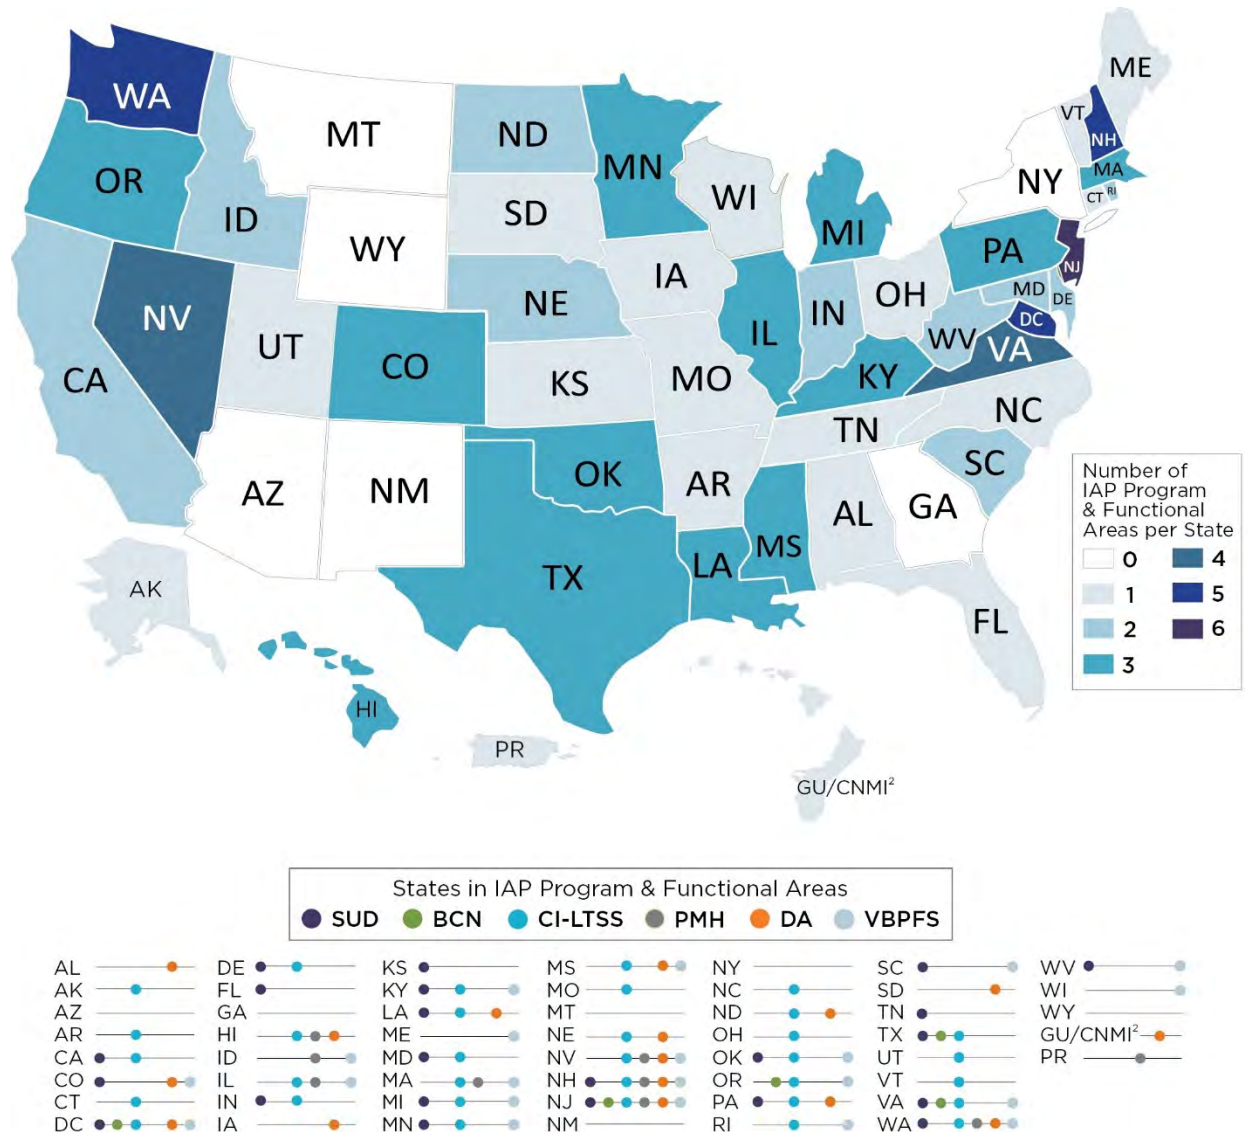 WA
MT
ND
MN
ME
VT
NH
OR
ID
SD
WI
NY
MA
CT
RI
WY
MI
IA
PA
NJ
NE
NV
UT
CO
IL
IN
OH
MD
DE
WV
DC
VA
CA
KS
MO
KY
NC
TN
SC
AZ
NM
OK
AR
AL
GA
MS
LA
TX
FL
AK
HI
PR
GU/CNMI²
Number of
IAP Program
& Functional
Areas per State
0 4
1 5
2 6
3
States in IAP Program & Functional Areas
SUD BCN CI-LTSS PMH DA VBPFS
AL DE KS MS NY SC WV
AK FL KY MO NC SD WI
AZ GA LA MT ND TN WY
AR HI ME NE OH TX GU/CNMI²
CA ID MD NV OK UT PR
CO IL MA NH OR VT
CT IN MI NJ PA VA
DC IA MN NM RI WA